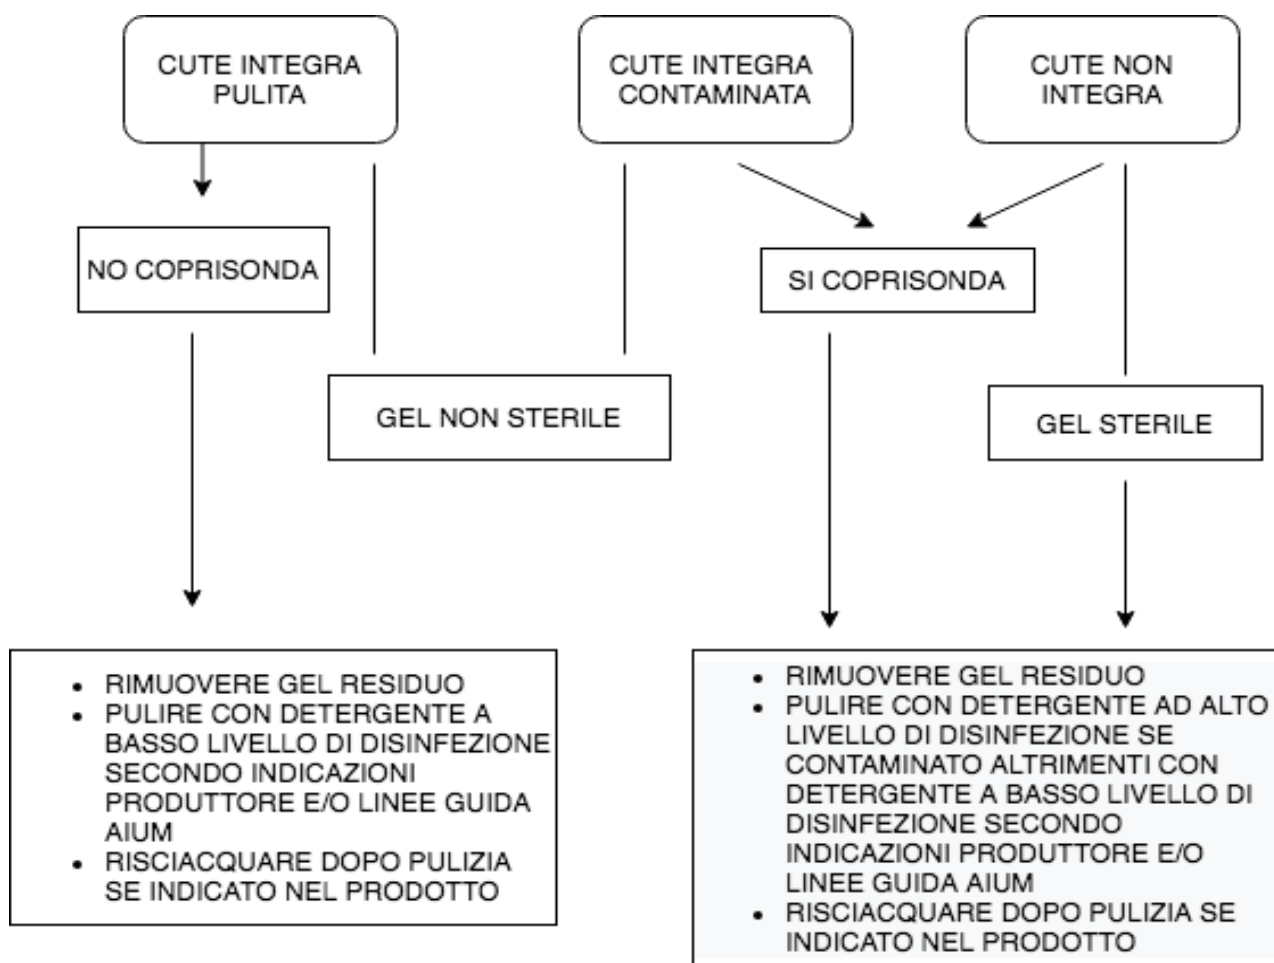 CUTE INTEGRA
PULITA
CUTE INTEGRA
CONTAMINATA
CUTE NON
INTEGRA
NO COPRISONDA
SI COPRISONDA
GEL NON STERILE
GEL STERILE
• RIMUOVERE GEL RESIDUO
• PULIRE CON DETERGENTE A
BASSO LIVELLO DI DISINFEZIONE
SECONDO INDICAZIONI
PRODUTTORE E/O LINEE GUIDA
AIUM
• RISCIACQUARE DOPO PULIZIA
SE INDICATO NEL PRODOTTO
• RIMUOVERE GEL RESIDUO
• PULIRE CON DETERGENTE AD ALTO
LIVELLO DI DISINFEZIONE SE
CONTAMINATO ALTRIMENTI CON
DETERGENTE A BASSO LIVELLO DI
DISINFEZIONE SECONDO
INDICAZIONI PRODUTTORE E/O
LINEE GUIDA AIUM
• RISCIACQUARE DOPO PULIZIA SE
INDICATO NEL PRODOTTO